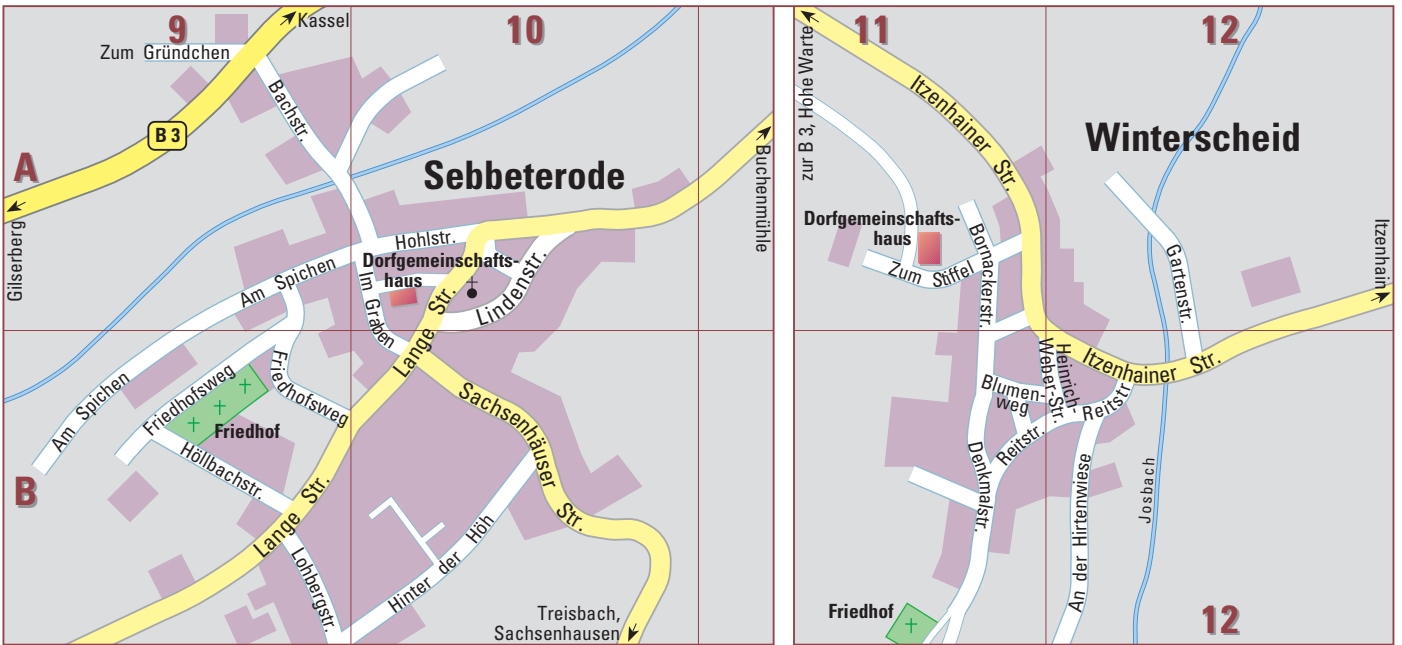 9
10
Kassel
Zum Gründchen
Bachstr.
B 3
A
Sebbeterode
Buchenmühle
Gilserberg
Hohlstr.
Dorfgemeinschafts-
haus
Am Spichen
Im Graben
Lange Str.
Lindenstr.
Friedhofsweg
Friedhofsweg
Am Spichen
Friedhof
Sachsenhäuser Str.
Höllbachstr.
B
Lange Str.
Lohbergstr.
Hinter der Höh
Treisbach,
Sachsenhausen
11
12
zur B 3, Hohe Warte
Itzenhainer Str.
Winterscheid
Dorfgemeinschafts-
haus
Bornackerstr.
Zum Stiffel
Gartenstr.
Itzenhain
Itzenhainer Str.
Heinrich-
Weber-Str.
Blumen-
weg
Reitstr.
Reitstr.
Denkmalstr.
An der Hirtenwiese
Josbach
Friedhof
12